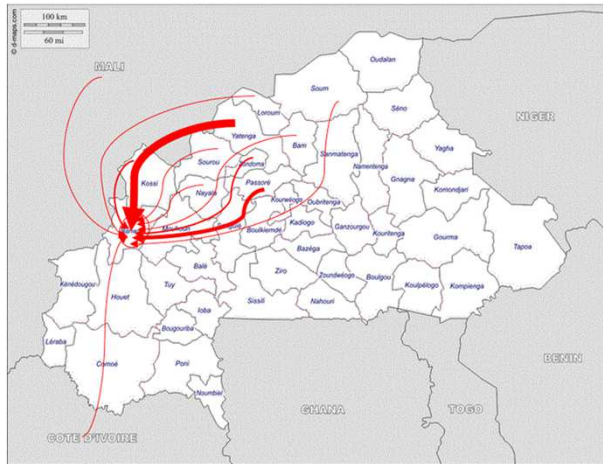 100 km
60 mi
© d-maps.com
MALI
NIGER
BENIN
TOGO
GHANA
COTE D'IVOIRE
Oudalan
Soum
Séno
Loroum
Yatenga
Yagha
Bam
Sourou
Zondoma
Sanmatenga
Namentenga
Gnagna
Komondjari
Kossi
Nayala
Passoré
Kourwéogo
Oubritenga
Mouhoun
Boulkiemdé
Kadiogo
Ganzourgou
Kouritenga
Gourma
Tapoa
Bazéga
Balé
Ziro
Zoundwéogo
Boulgou
Koulpélogo
Kompienga
Kénédougou
Houet
Tuy
Sissili
Nahouri
Ioba
Bougouriba
Léraba
Comoé
Poni
Noumbiel